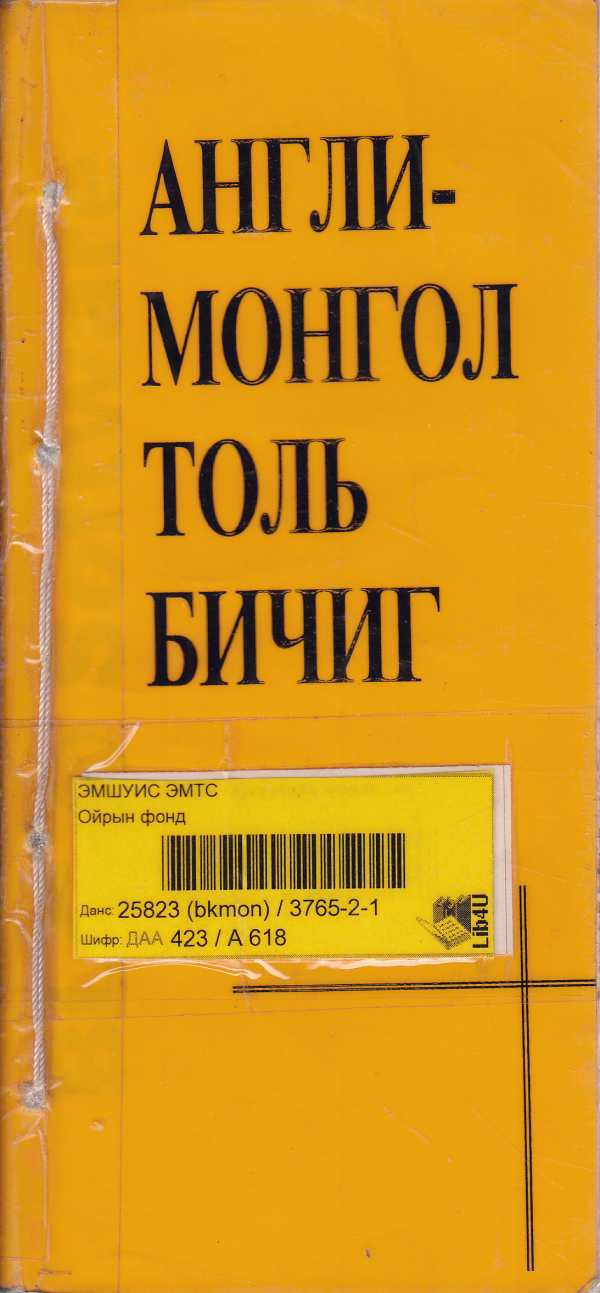 АНГЛИ-
МОНГОЛ
ТОЛЬ
БИЧИГ
ЭМШУИС ЭМТС
Ойрын фонд
Данс: 25823 (bkmon) / 3765-2-1
Шифр: ДАА 423 / А 618
Lib4U